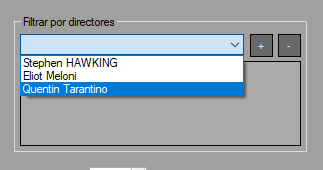 Filtrar por directores
+ -
Stephen HAWKING
Eliot Meloni
Quentin Tarantino